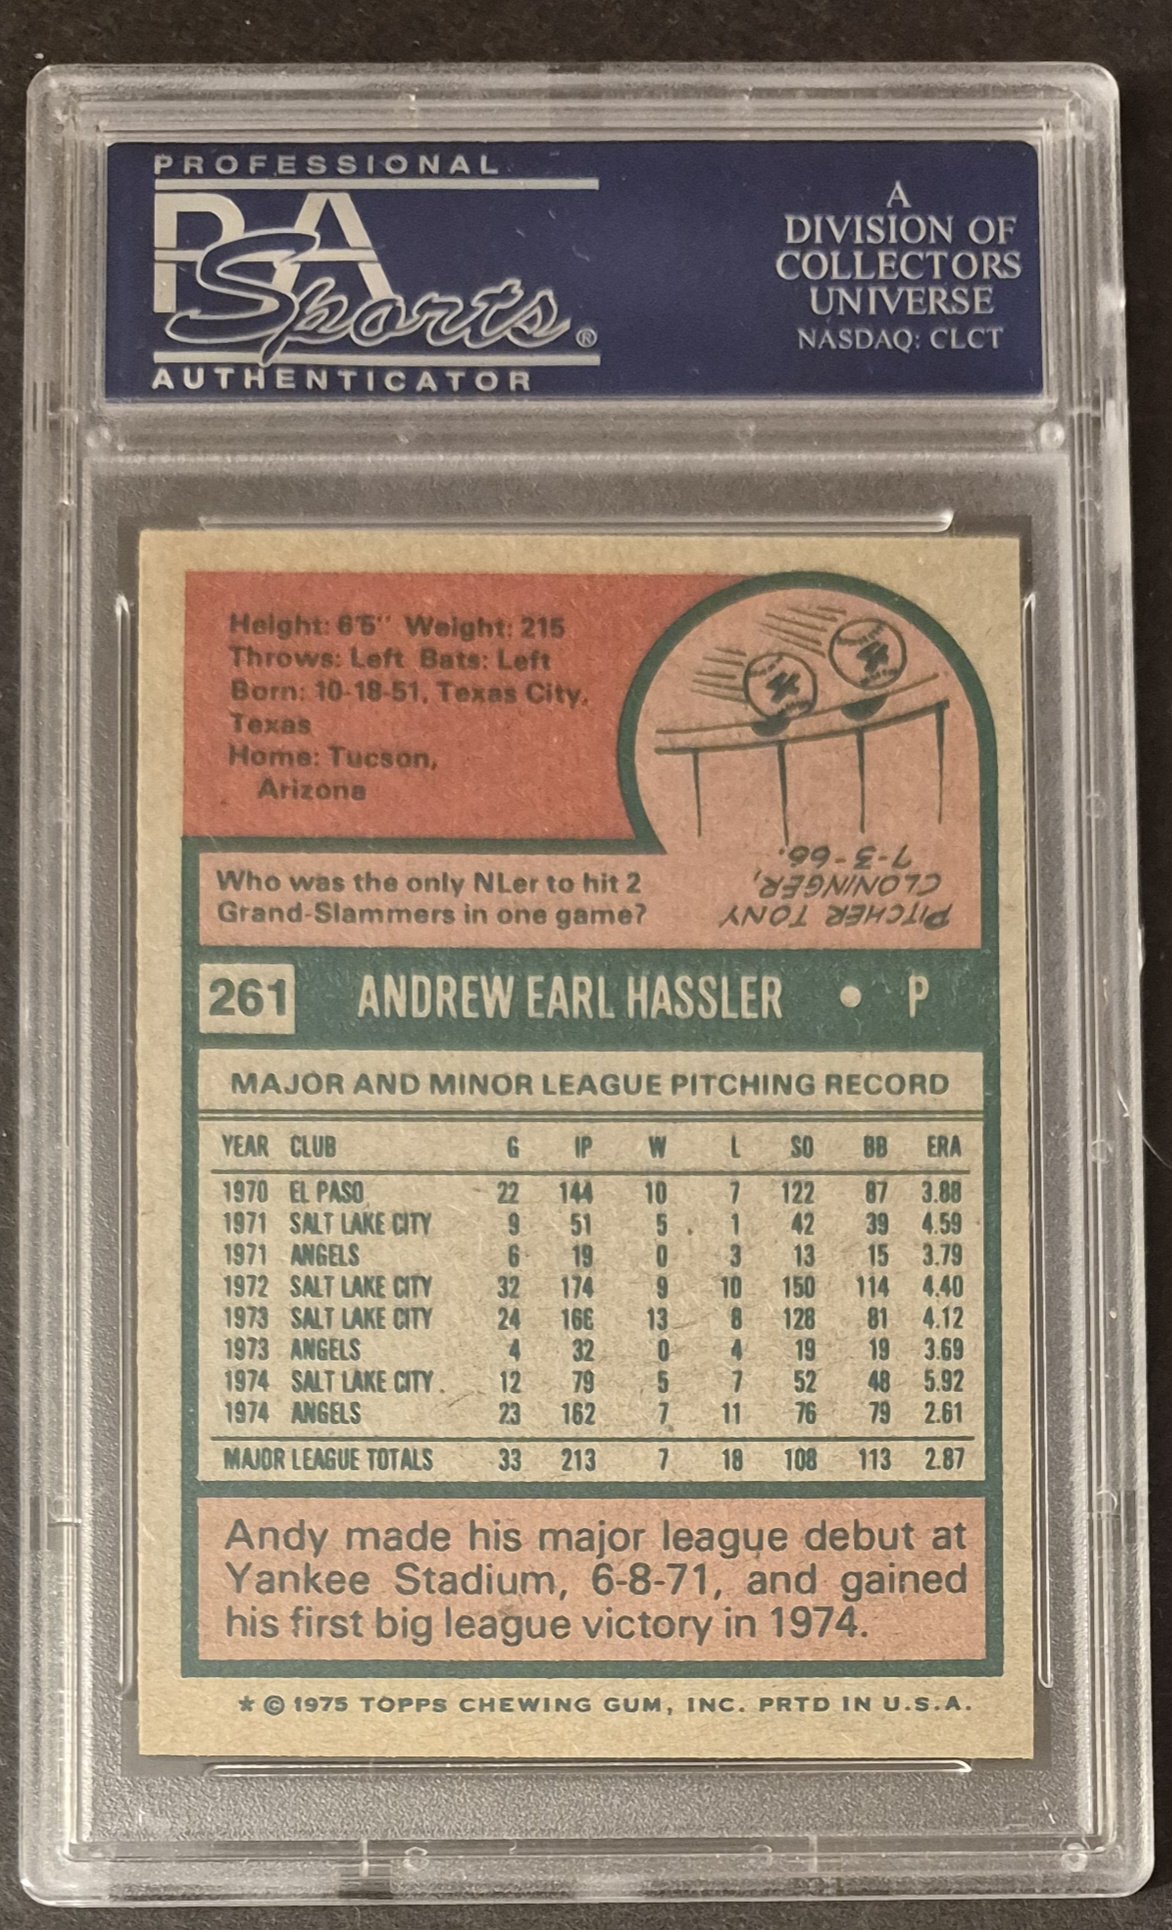 PROFESSIONAL
PSA
Sports®
AUTHENTICATOR
A
DIVISION OF
COLLECTORS
UNIVERSE
NASDAQ: CLCT
Height: 6'5" Weight: 215
Throws: Left Bats: Left
Born: 10-18-51, Texas City,
Texas
Home: Tucson,
Arizona
Who was the only NLer to hit 2
Grand-Slammers in one game?
PITCHER TONY
CLONINGER,
7-3-66.
261 ANDREW EARL HASSLER • P
MAJOR AND MINOR LEAGUE PITCHING RECORD
YEAR CLUB G IP W L SO BB ERA
1970 EL PASO 22 144 10 7 122 87 3.88
1971 SALT LAKE CITY 9 51 5 1 42 39 4.59
1971 ANGELS 6 19 0 3 13 15 3.79
1972 SALT LAKE CITY 32 174 9 10 150 114 4.40
1973 SALT LAKE CITY 24 166 13 8 128 81 4.12
1973 ANGELS 4 32 0 4 19 19 3.69
1974 SALT LAKE CITY 12 79 5 7 52 48 5.92
1974 ANGELS 23 162 7 11 76 79 2.61
MAJOR LEAGUE TOTALS 33 213 7 18 108 113 2.87
Andy made his major league debut at
Yankee Stadium, 6-8-71, and gained
his first big league victory in 1974.
* © 1975 TOPPS CHEWING GUM, INC. PRTD IN U.S.A.